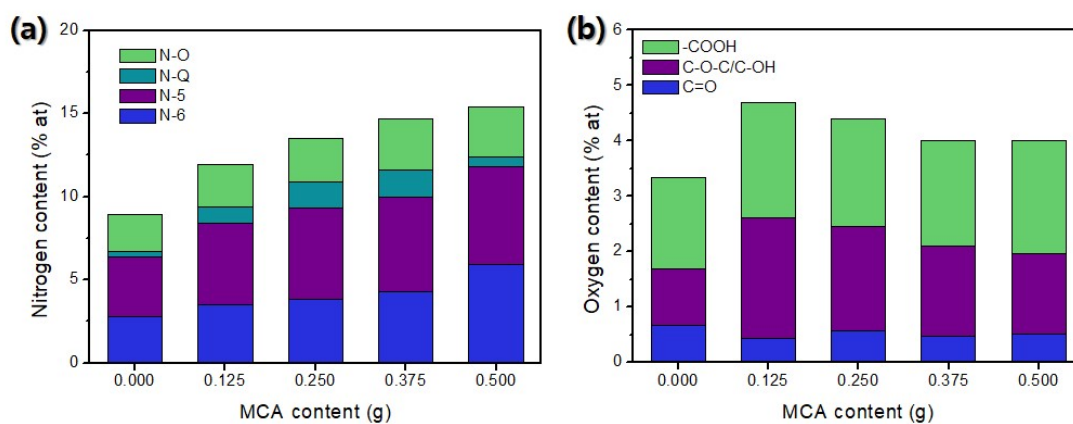 (a)
Nitrogen content (% at)
20
15
10
5
0
N-O
N-Q
N-5
N-6
0.000 0.125 0.250 0.375 0.500
MCA content (g)
(b)
Oxygen content (% at)
6
5
4
3
2
1
0
-COOH
C-O-C/C-OH
C=O
0.000 0.125 0.250 0.375 0.500
MCA content (g)